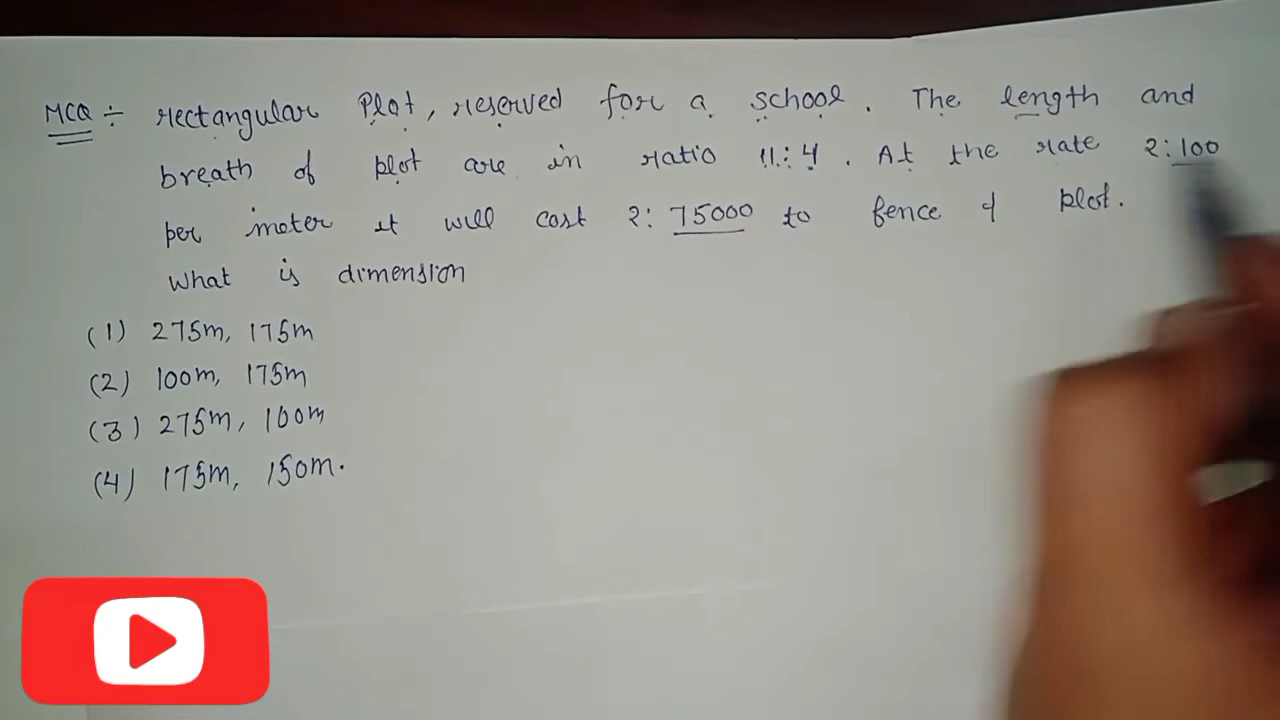 MCQ ÷ rectangular Plot, reserved for a school. The length and
breath of plot are in ratio 11:4. At the rate २:100
per meter it will cost २: 75000 to fence of plot.
What is dimension
(1) 275m, 175m
(2) 100m, 175m
(3) 275m, 100m
(4) 175m, 150m.